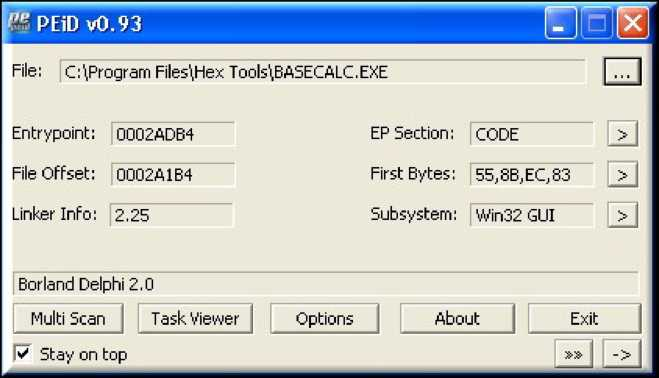 PEiD v0.93
File: C:\Program Files\Hex Tools\BASECALC.EXE ...
Entrypoint: 0002ADB4 EP Section: CODE >
File Offset: 0002A1B4 First Bytes: 55,8B,EC,83 >
Linker Info: 2.25 Subsystem: Win32 GUI >
Borland Delphi 2.0
Multi Scan Task Viewer Options About Exit
Stay on top »» ->